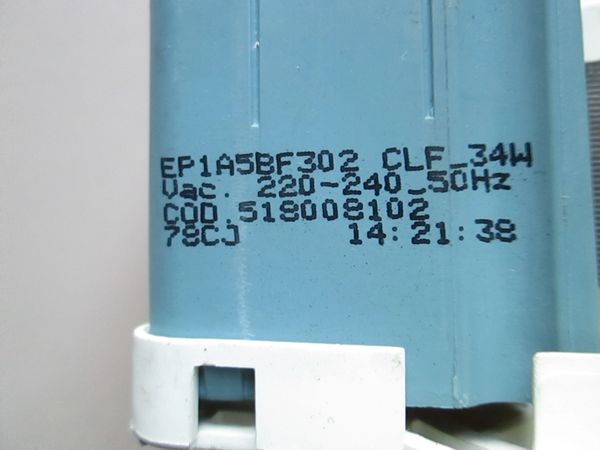 EP1A5BF302 CLF_34W
Vac. 220-240_50Hz
COD.518008102
78CJ 14:21:38